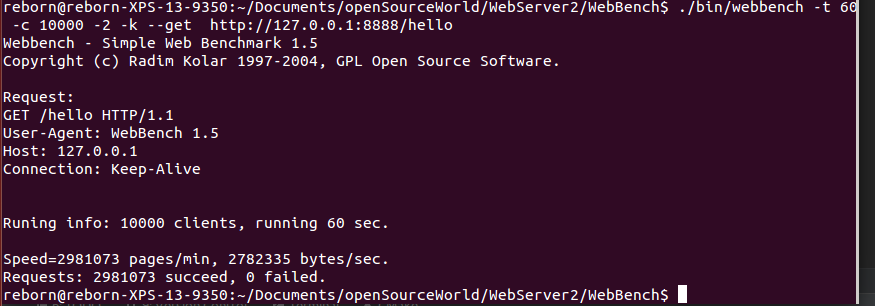 reborn@reborn-XPS-13-9350:~/Documents/openSourceWorld/WebServer2/WebBench$ ./bin/webbench -t 60
 -c 10000 -2 -k --get  http://127.0.0.1:8888/hello
Webbench - Simple Web Benchmark 1.5
Copyright (c) Radim Kolar 1997-2004, GPL Open Source Software.
Request:
GET /hello HTTP/1.1
User-Agent: WebBench 1.5
Host: 127.0.0.1
Connection: Keep-Alive
Runing info: 10000 clients, running 60 sec.
Speed=2981073 pages/min, 2782335 bytes/sec.
Requests: 2981073 succeed, 0 failed.
reborn@reborn-XPS-13-9350:~/Documents/openSourceWorld/WebServer2/WebBench$